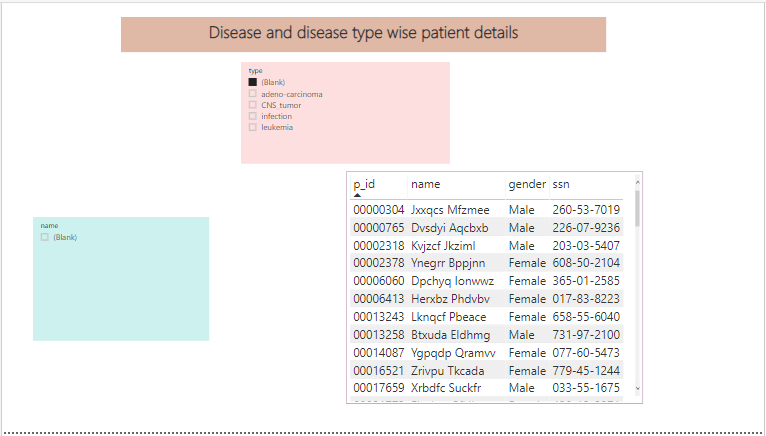 Disease and disease type wise patient details
type
(Blank)
adeno-carcinoma
CNS tumor
infection
leukemia
name
(Blank)
p_id name gender ssn
00000304 Jxxqcs Mfzmee Male 260-53-7019
00000765 Dvsdyi Aqcbxb Male 226-07-9236
00002318 Kvjzcf Jkziml Male 203-03-5407
00002378 Ynegrr Bppjnn Female 608-50-2104
00006060 Dpchyq Ionwwz Female 365-01-2585
00006413 Herxbz Phdvbv Female 017-83-8223
00013243 Lknqcf Pbeace Female 658-55-6040
00013258 Btxuda Eldhmg Male 731-97-2100
00014087 Ygpqdp Qramvv Female 077-60-5473
00016521 Zrivpu Tkcada Female 779-45-1244
00017659 Xrbdfc Suckfr Male 033-55-1675